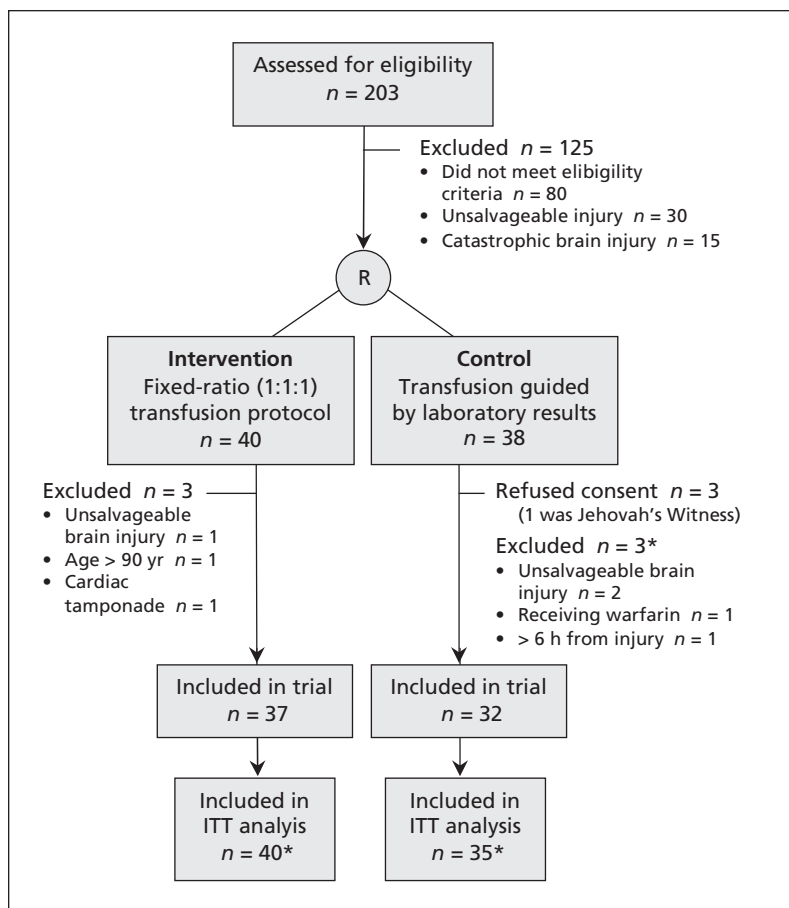 Assessed for eligibility
n = 203
Excluded n = 125
• Did not meet elibigility
criteria n = 80
• Unsalvageable injury n = 30
• Catastrophic brain injury n = 15
R
Intervention
Fixed-ratio (1:1:1)
transfusion protocol
n = 40
Control
Transfusion guided
by laboratory results
n = 38
Excluded n = 3
• Unsalvageable
brain injury n = 1
• Age > 90 yr n = 1
• Cardiac
tamponade n = 1
Refused consent n = 3
(1 was Jehovah’s Witness)
Excluded n = 3*
• Unsalvageable brain
injury n = 2
• Receiving warfarin n = 1
• > 6 h from injury n = 1
Included in trial
n = 37
Included in trial
n = 32
Included in
ITT analyis
n = 40*
Included in
ITT analysis
n = 35*